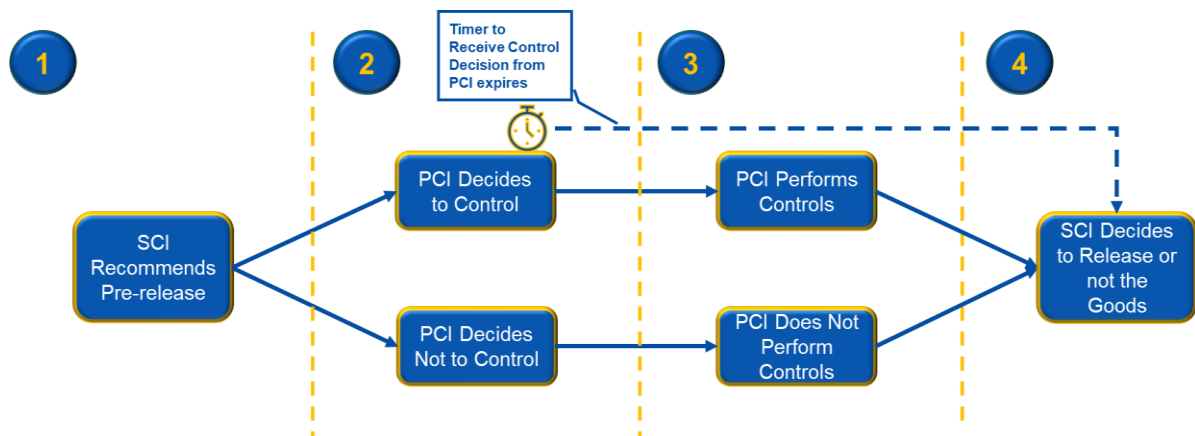 1
2
3
4
Timer to
Receive Control
Decision from
PCI expires
SCI
Recommends
Pre-release
PCI Decides
to Control
PCI Decides
Not to Control
PCI Performs
Controls
PCI Does Not
Perform
Controls
SCI Decides
to Release or
not the
Goods